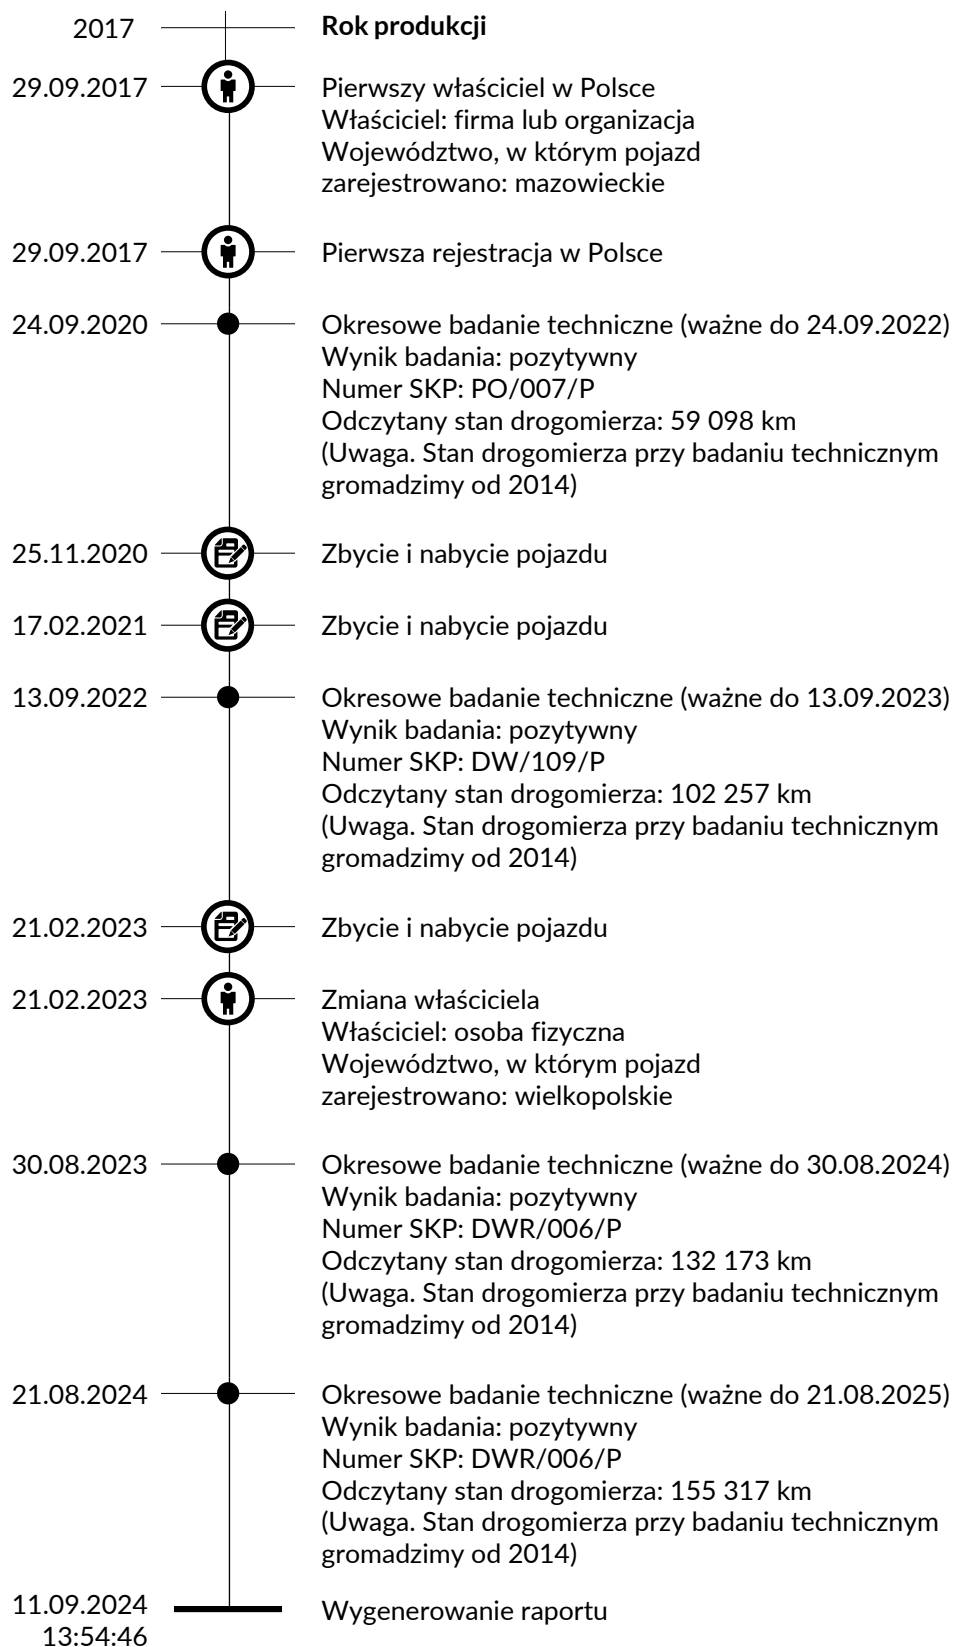 2017 Rok produkcji
29.09.2017 Pierwszy właściciel w Polsce
Właściciel: firma lub organizacja
Województwo, w którym pojazd
zarejestrowano: mazowieckie
29.09.2017 Pierwsza rejestracja w Polsce
24.09.2020 Okresowe badanie techniczne (ważne do 24.09.2022)
Wynik badania: pozytywny
Numer SKP: PO/007/P
Odczytany stan drogomierza: 59 098 km
(Uwaga. Stan drogomierza przy badaniu technicznym
gromadzimy od 2014)
25.11.2020 Zbycie i nabycie pojazdu
17.02.2021 Zbycie i nabycie pojazdu
13.09.2022 Okresowe badanie techniczne (ważne do 13.09.2023)
Wynik badania: pozytywny
Numer SKP: DW/109/P
Odczytany stan drogomierza: 102 257 km
(Uwaga. Stan drogomierza przy badaniu technicznym
gromadzimy od 2014)
21.02.2023 Zbycie i nabycie pojazdu
21.02.2023 Zmiana właściciela
Właściciel: osoba fizyczna
Województwo, w którym pojazd
zarejestrowano: wielkopolskie
30.08.2023 Okresowe badanie techniczne (ważne do 30.08.2024)
Wynik badania: pozytywny
Numer SKP: DWR/006/P
Odczytany stan drogomierza: 132 173 km
(Uwaga. Stan drogomierza przy badaniu technicznym
gromadzimy od 2014)
21.08.2024 Okresowe badanie techniczne (ważne do 21.08.2025)
Wynik badania: pozytywny
Numer SKP: DWR/006/P
Odczytany stan drogomierza: 155 317 km
(Uwaga. Stan drogomierza przy badaniu technicznym
gromadzimy od 2014)
11.09.2024 Wygenerowanie raportu
13:54:46